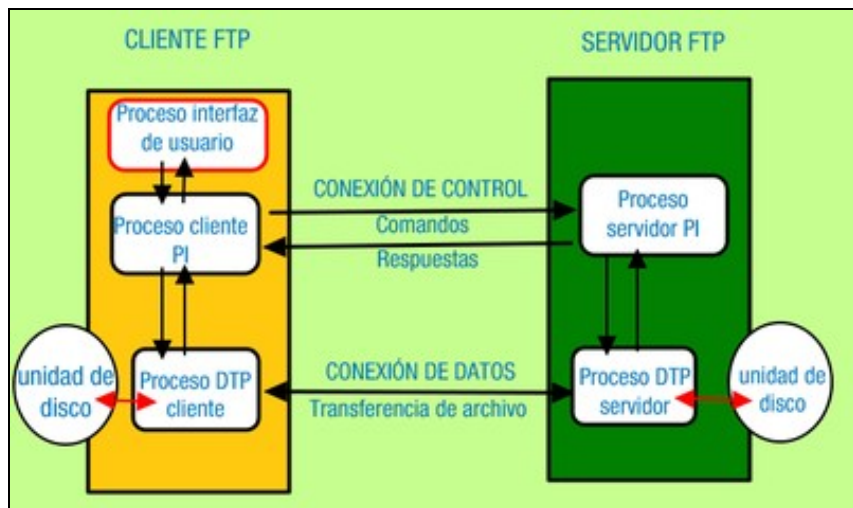 CLIENTE FTP
SERVIDOR FTP
Proceso interfaz
de usuario
Proceso cliente
PI
CONEXIÓN DE CONTROL
Comandos
Respuestas
Proceso
servidor PI
unidad de
disco
Proceso DTP
cliente
CONEXIÓN DE DATOS
Transferencia de archivo
Proceso DTP
servidor
unidad de
disco